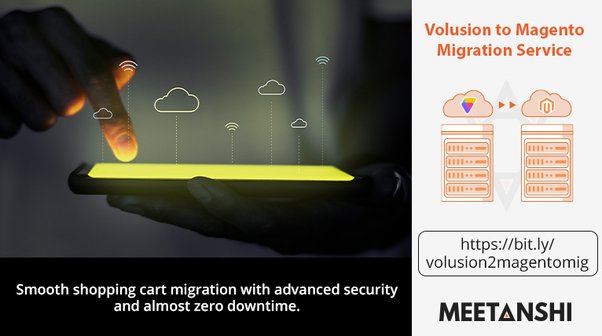 Volusion to Magento
Migration Service
https://bit.ly/
volusion2magentomig
Smooth shopping cart migration with advanced security
and almost zero downtime.
MEETANSHI